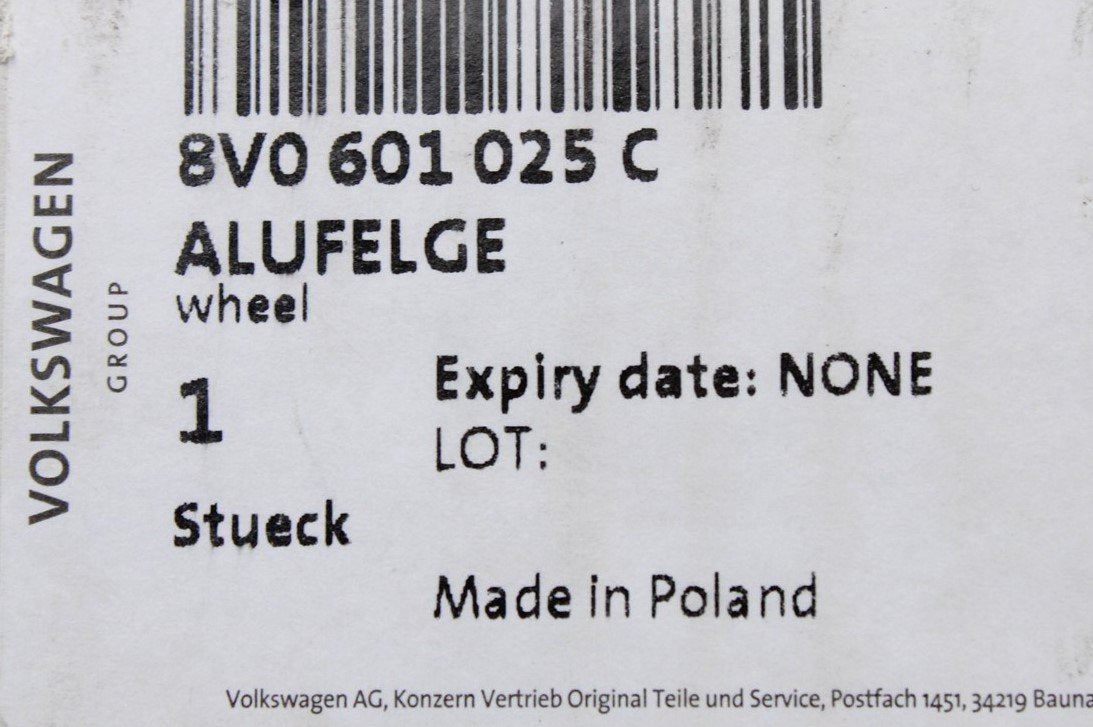 8V0 601 025 C
ALUFELGE
wheel
1
Expiry date: NONE
LOT:
Stueck
Made in Poland
Volkswagen AG, Konzern Vertrieb Original Teile und Service, Postfach 1451, 34219 Bauna
VOLKSWAGEN
GROUP